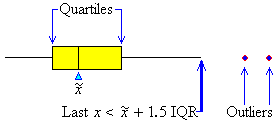 Quartiles
x̃
Last x < x̃ + 1.5 IQR
Outliers